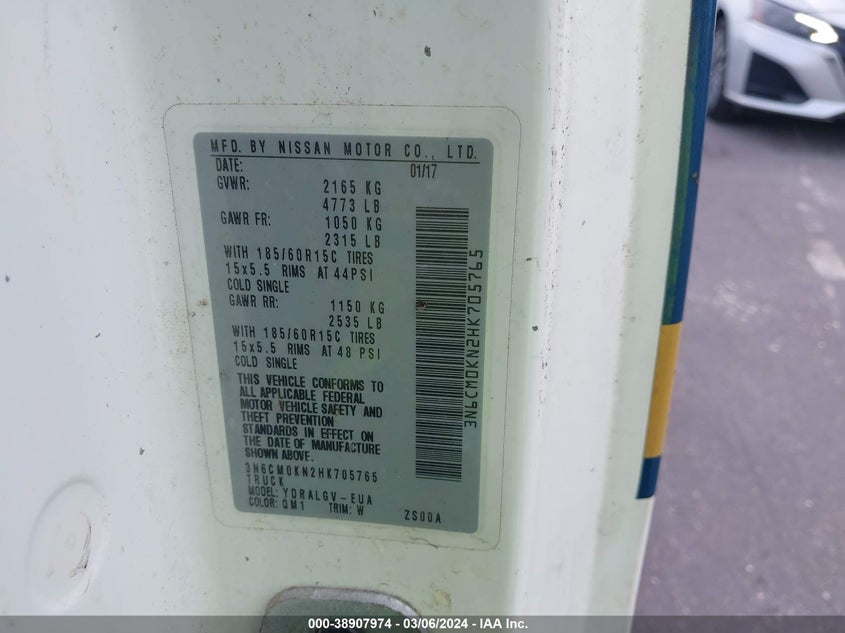 MFD. BY NISSAN MOTOR CO., LTD.
DATE: 01/17
GVWR: 2165 KG
4773 LB
GAWR FR: 1050 KG
2315 LB
WITH 185/60R15C TIRES
15x5.5 RIMS AT 44PSI
COLD SINGLE
GAWR RR: 1150 KG
2535 LB
WITH 185/60R15C TIRES
15x5.5 RIMS AT 48 PSI
COLD SINGLE
THIS VEHICLE CONFORMS TO
ALL APPLICABLE FEDERAL
MOTOR VEHICLE SAFETY AND
THEFT PREVENTION
STANDARDS IN EFFECT ON
THE DATE OF MANUFACTURE
SHOWN ABOVE.
3N6CM0KN2HK705765
TRUCK
MODEL: YDRALGV-EUA
COLOR: QM1 TRIM: W ZS00A
3N6CM0KN2HK705765
000-38907974 - 03/06/2024 - IAA Inc.